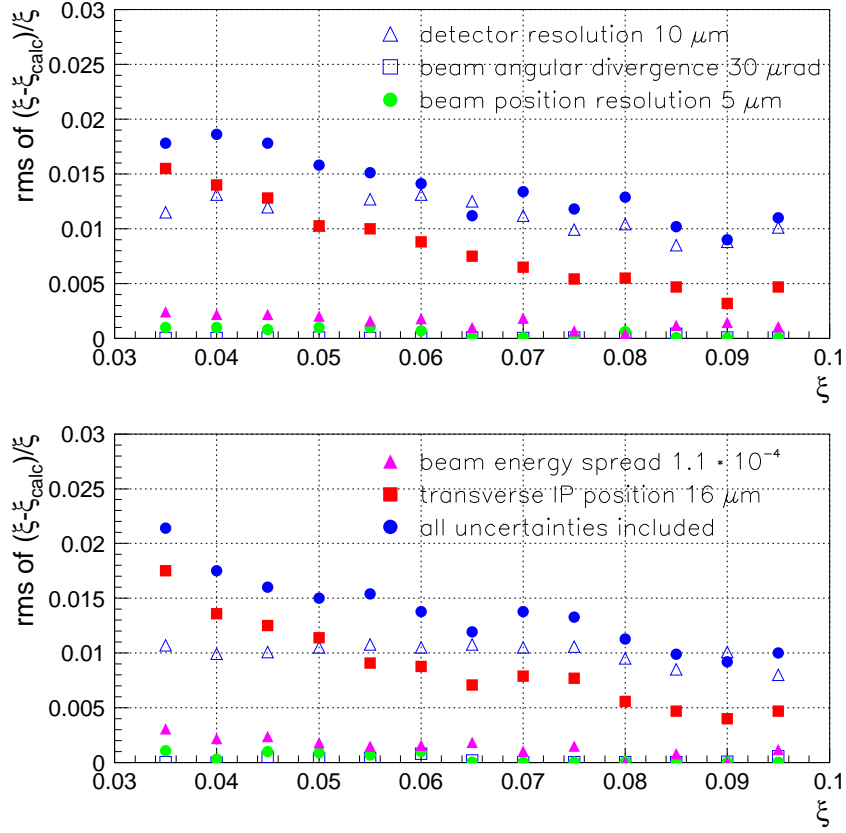 0.03
0.025
0.02
0.015
0.01
0.005
0
rms of (ξ-ξcalc)/ξ
detector resolution 10 μm
beam angular divergence 30 μrad
beam position resolution 5 μm
0.03 0.04 0.05 0.06 0.07 0.08 0.09 0.1
ξ
0.03
0.025
0.02
0.015
0.01
0.005
0
rms of (ξ-ξcalc)/ξ
beam energy spread 1.1 * 10⁻⁴
transverse IP position 16 μm
all uncertainties included
0.03 0.04 0.05 0.06 0.07 0.08 0.09 0.1
ξ